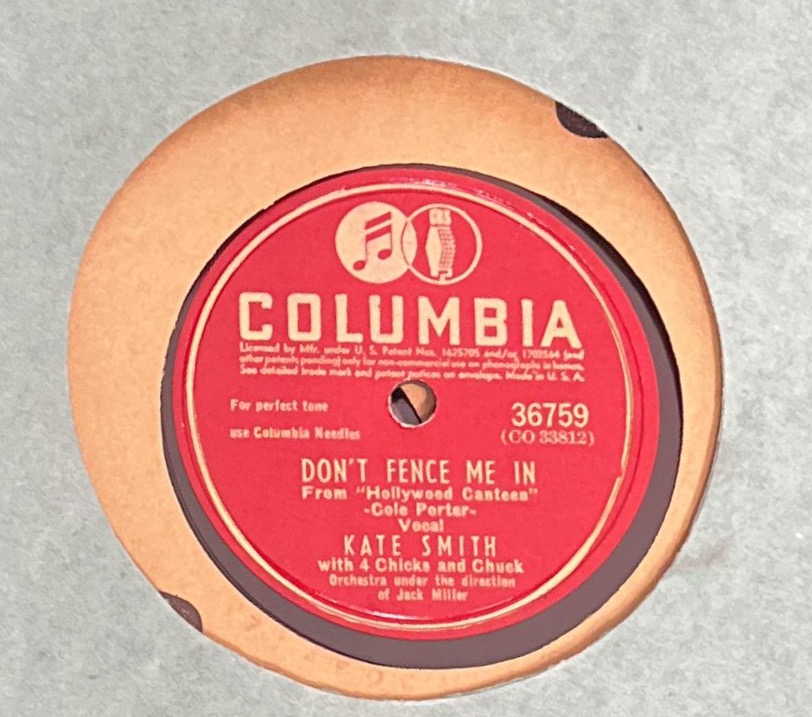 COLUMBIA
Licensed by Mfr. under U. S. Patent Nos. 1625705 and/or 1702564 (and
other patents pending) only for non-commercial use on phonographs in homes.
See detailed trade mark and patent notices on envelope. Made in U. S. A.
For perfect tone
use Columbia Needles
36759
(CO 33812)
DON'T FENCE ME IN
From "Hollywood Canteen"
-Cole Porter-
Vocal
KATE SMITH
with 4 Chicks and Chuck
Orchestra under the direction
of Jack Miller